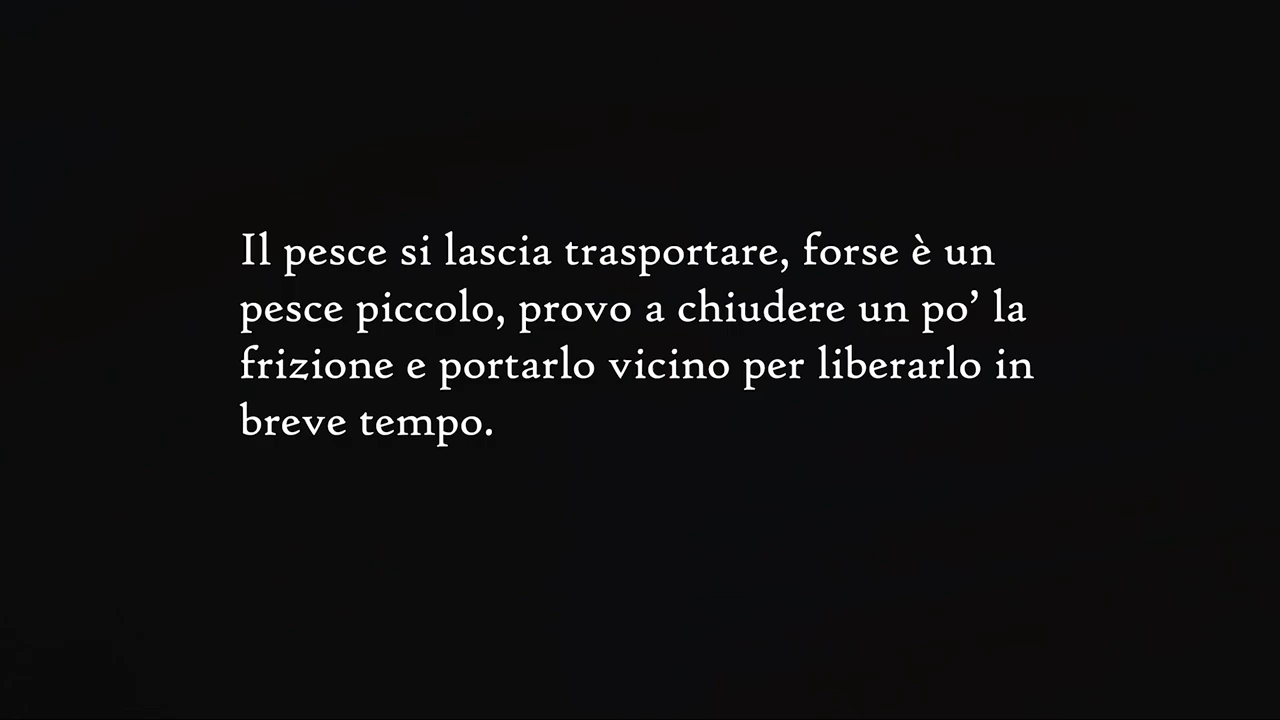 Il pesce si lascia trasportare, forse è un
pesce piccolo, provo a chiudere un po’ la
frizione e portarlo vicino per liberarlo in
breve tempo.